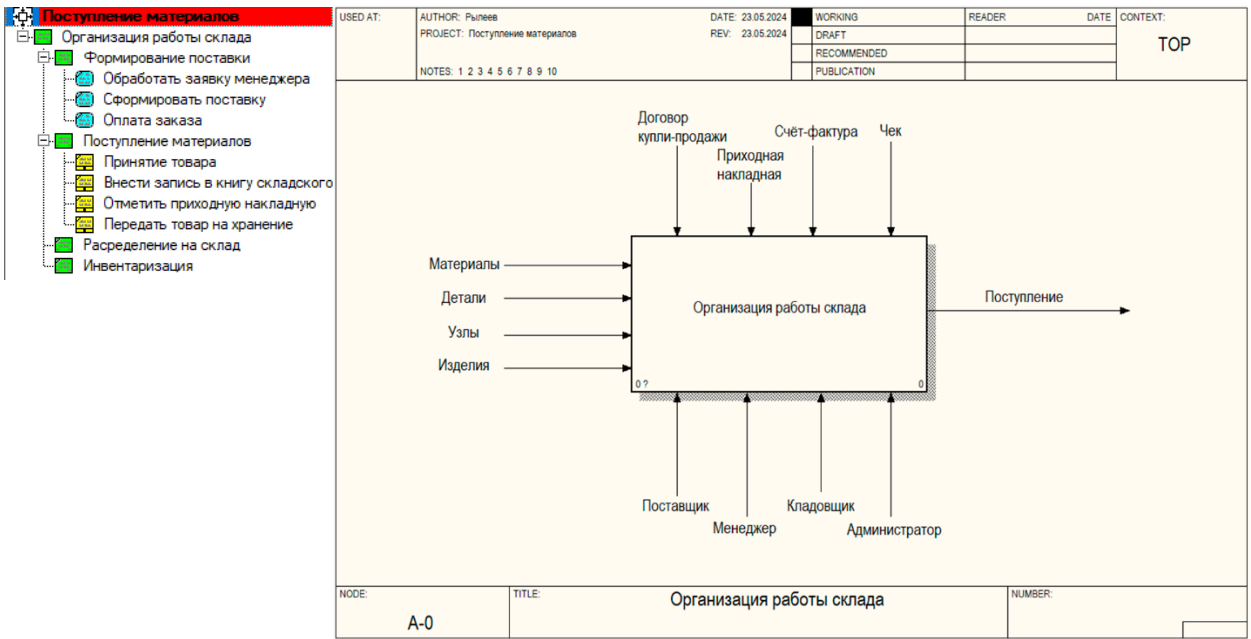 Поступление материалов
Организация работы склада
Формирование поставки
Обработать заявку менеджера
Сформировать поставку
Оплата заказа
Поступление материалов
Принятие товара
Внести запись в книгу складского
Отметить приходную накладную
Передать товар на хранение
Расределение на склад
Инвентаризация
USED AT:
AUTHOR: Рылеев
DATE: 23.05.2024
PROJECT: Поступление материалов
REV: 23.05.2024
NOTES: 1 2 3 4 5 6 7 8 9 10
WORKING
DRAFT
RECOMMENDED
PUBLICATION
READER
DATE
CONTEXT:
TOP
Договор
купли-продажи
Приходная
накладная
Счёт-фактура
Чек
Материалы
Детали
Узлы
Изделия
Организация работы склада
0 ?
0
Поступление
Поставщик
Менеджер
Кладовщик
Администратор
NODE:
A-0
TITLE:
Организация работы склада
NUMBER: